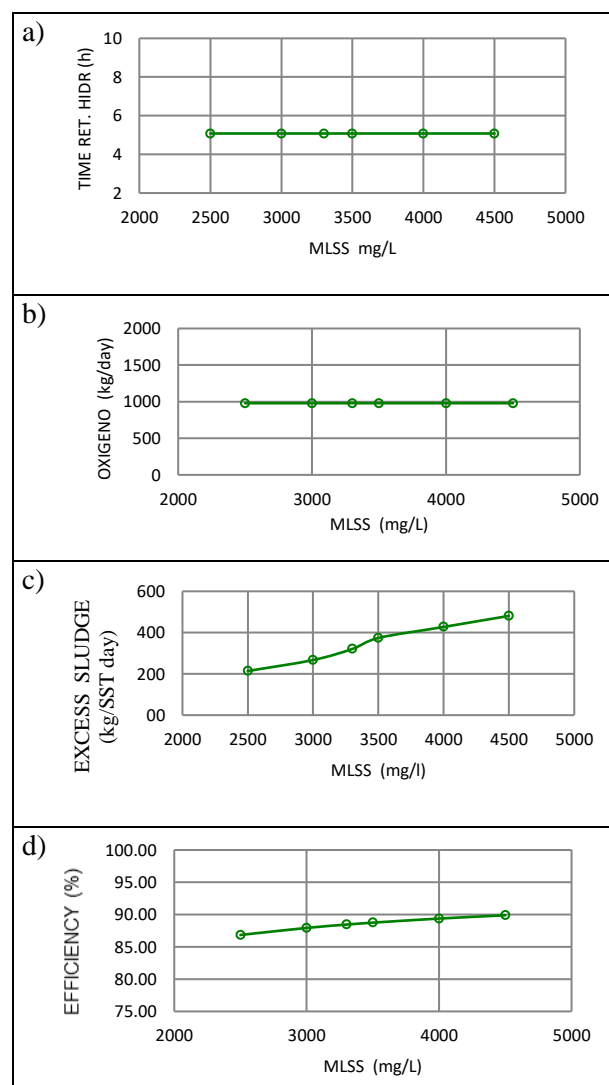 a)
TIME RET. HIDR (h)
10
8
6
4
2
2000 2500 3000 3500 4000 4500 5000
MLSS mg/L
b)
OXIGENO (kg/day)
2000
1500
1000
500
0
2000 3000 4000 5000
MLSS (mg/L)
c)
EXCESS SLUDGE
(kg/SST day)
600
400
200
00
2000 2500 3000 3500 4000 4500 5000
MLSS (mg/l)
d)
EFFICIENCY (%)
100.00
95.00
90.00
85.00
80.00
75.00
2000 3000 4000 5000
MLSS (mg/L)